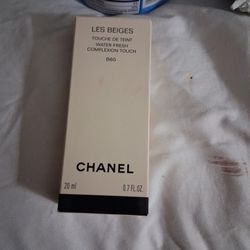 LES BEIGES
TOUCHE DE TEINT
WATER-FRESH
COMPLEXION TOUCH
B60
CHANEL
20 ml
0.7 FL. OZ.